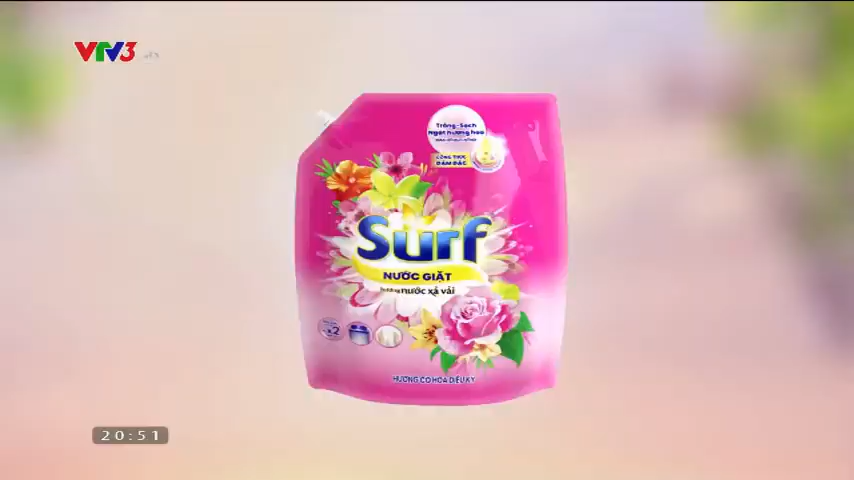 VTV3
Trắng-Sạch
Ngát hương hoa
CÔNG THỨC
ĐẬM ĐẶC
Surf
NƯỚC GIẶT
nước xả vải
x2
HƯƠNG CỎ HOA DIỆU KỲ
20:51